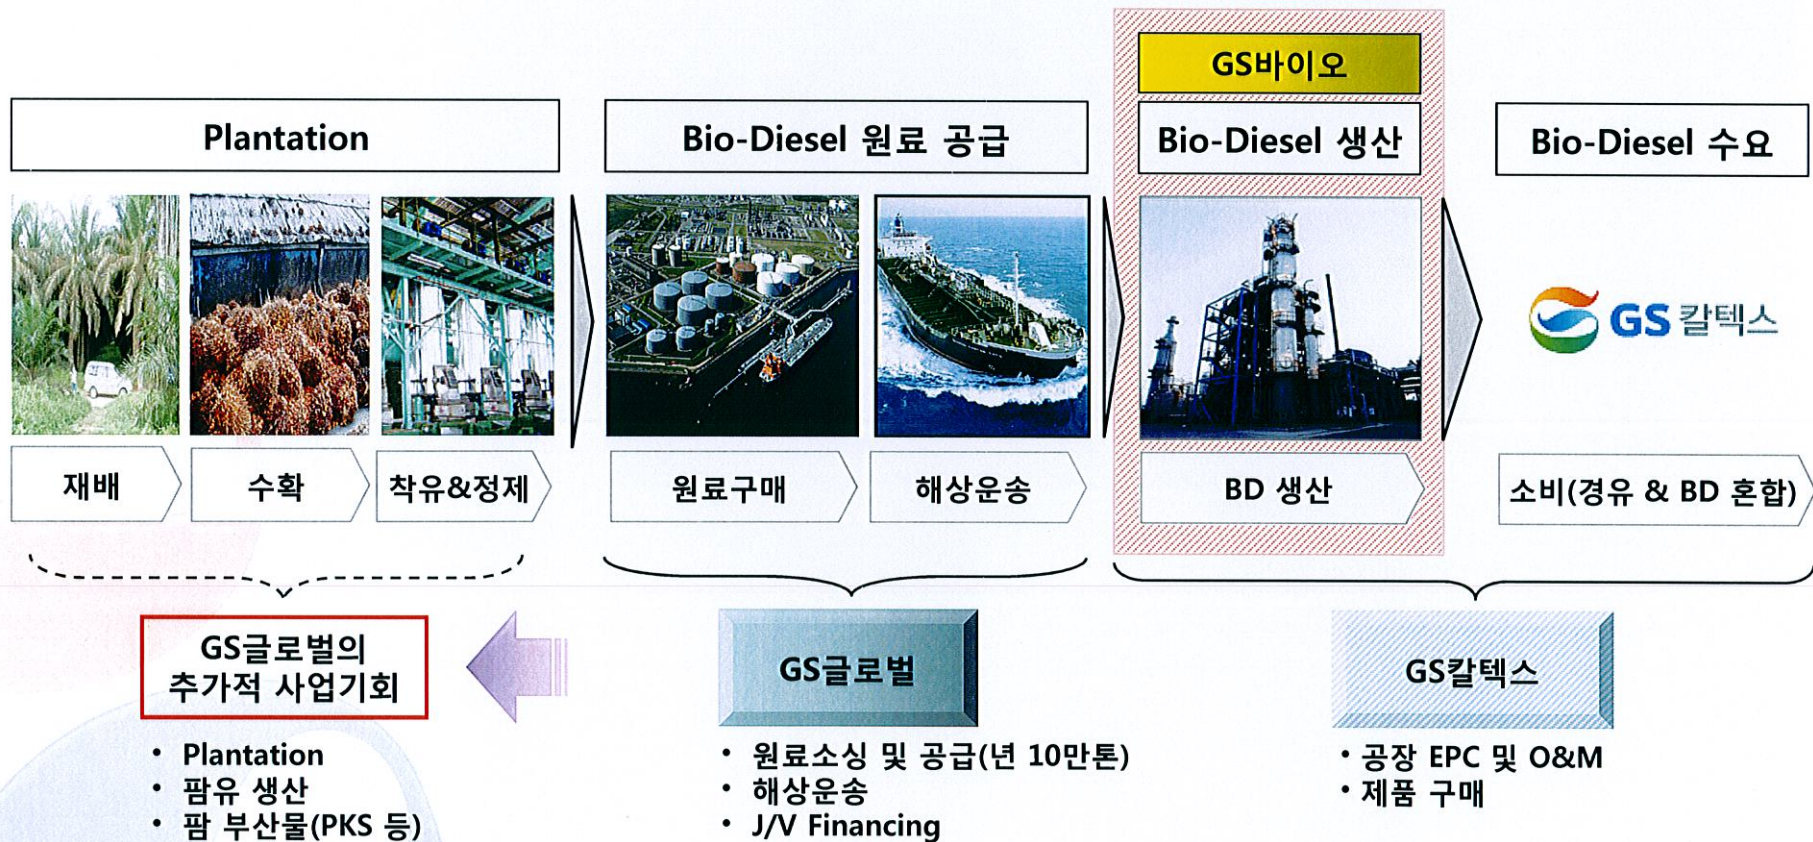 GS바이오
Plantation
Bio-Diesel 원료 공급
Bio-Diesel 생산
Bio-Diesel 수요
GS칼텍스
재배
수확
착유&정제
원료구매
해상운송
BD 생산
소비(경유 & BD 혼합)
GS글로벌의
추가적 사업기회
• Plantation
• 팜유 생산
• 팜 부산물(PKS 등)
GS글로벌
• 원료소싱 및 공급(년 10만톤)
• 해상운송
• J/V Financing
GS칼텍스
• 공장 EPC 및 O&M
• 제품 구매